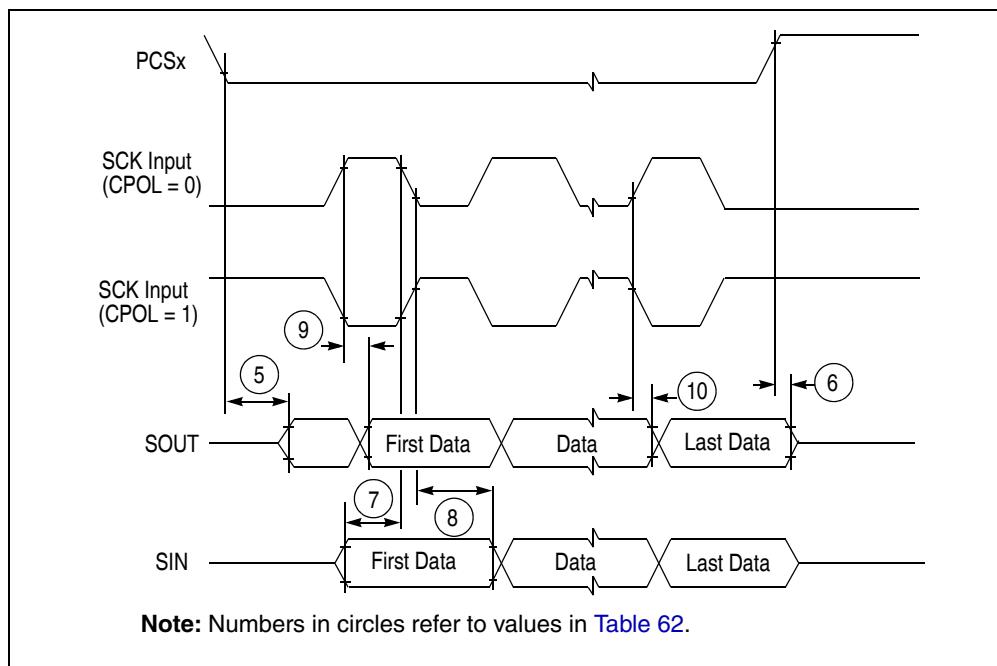 PCSx
SCK Input
(CPOL = 0)
SCK Input
(CPOL = 1)
9
5
10
6
SOUT
First Data
Data
Last Data
7
8
SIN
First Data
Data
Last Data
Note: Numbers in circles refer to values in Table 62.